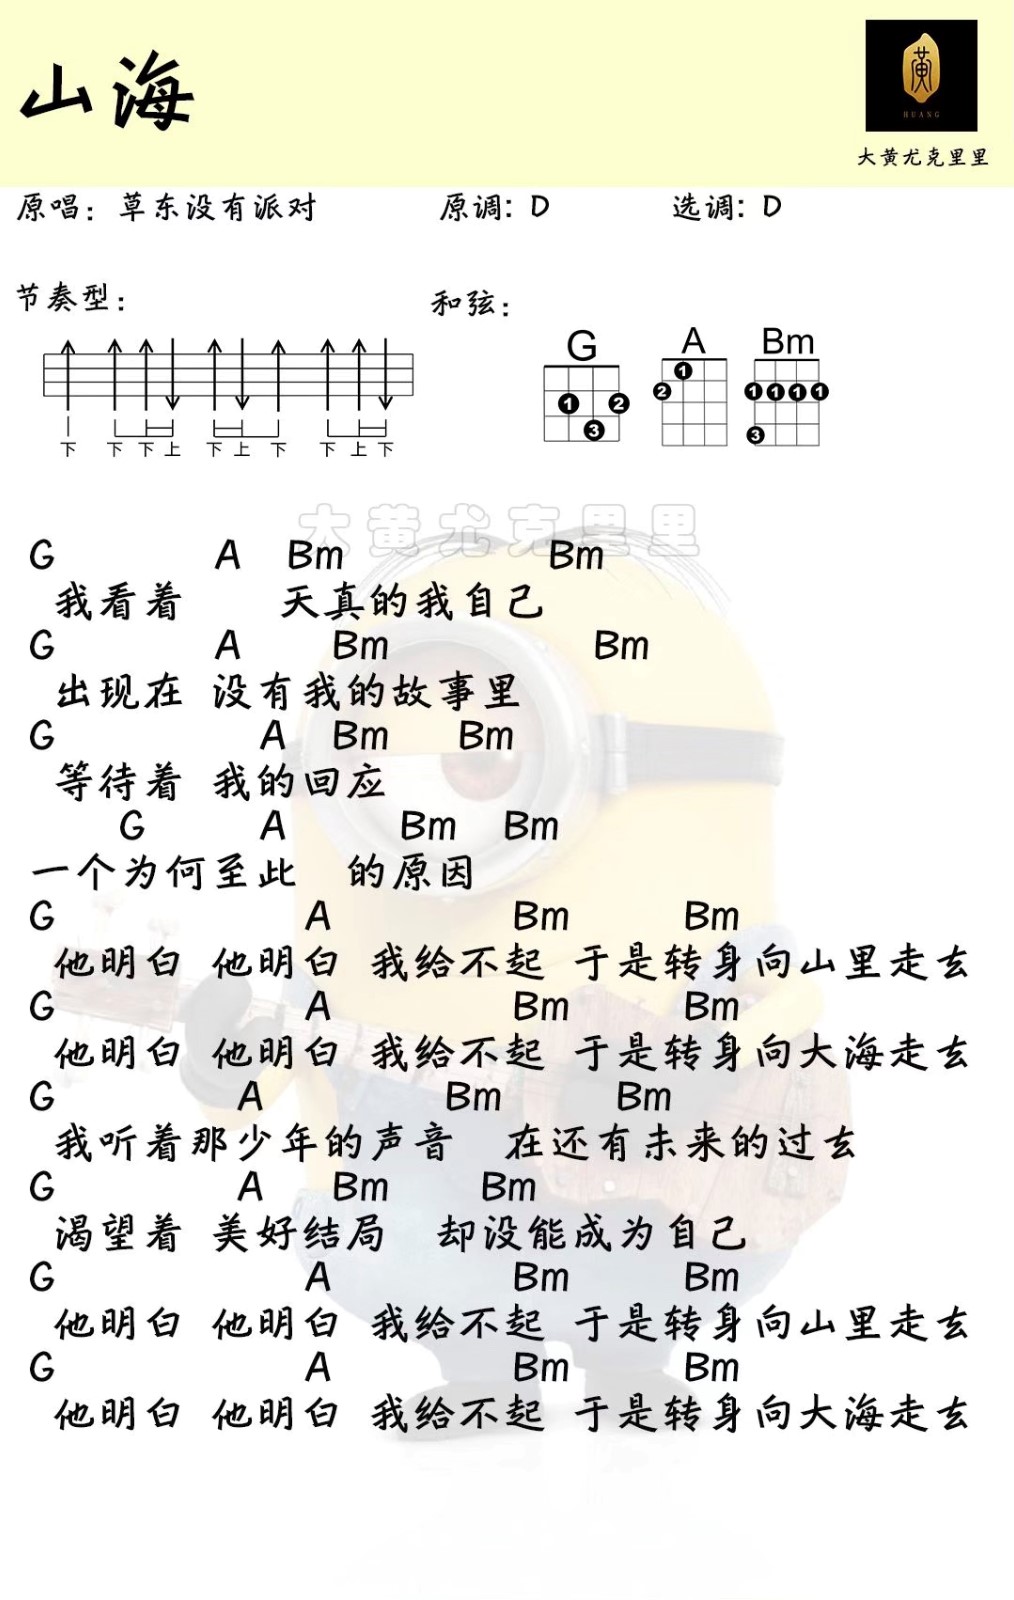 山海
HUANG
大黄尤克里里
原唱：草东没有派对 原调：D 选调：D
节奏型： 和弦：
G A Bm
1 2 3 1 2 1 1 1 1 3
下 下 下 上 下 上 下 下 上 下
大黄尤克里里
G A Bm Bm
我看着 天真的我自己
G A Bm Bm
出现在 没有我的故事里
G A Bm Bm
等待着 我的回应
G A Bm Bm
一个为何至此 的原因
G A Bm Bm
他明白 他明白 我给不起 于是转身向山里走去
G A Bm Bm
他明白 他明白 我给不起 于是转身向大海走去
G A Bm Bm
我听着那少年的声音 在还有未来的过去
G A Bm Bm
渴望着 美好结局 却没能成为自己
G A Bm Bm
他明白 他明白 我给不起 于是转身向山里走去
G A Bm Bm
他明白 他明白 我给不起 于是转身向大海走去